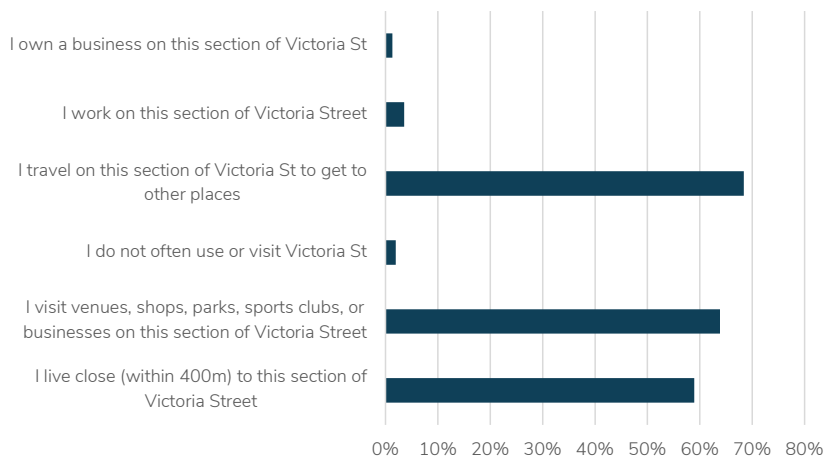 I own a business on this section of Victoria St
I work on this section of Victoria Street
I travel on this section of Victoria St to get to
other places
I do not often use or visit Victoria St
I visit venues, shops, parks, sports clubs, or
businesses on this section of Victoria Street
I live close (within 400m) to this section of
Victoria Street
0% 10% 20% 30% 40% 50% 60% 70% 80%